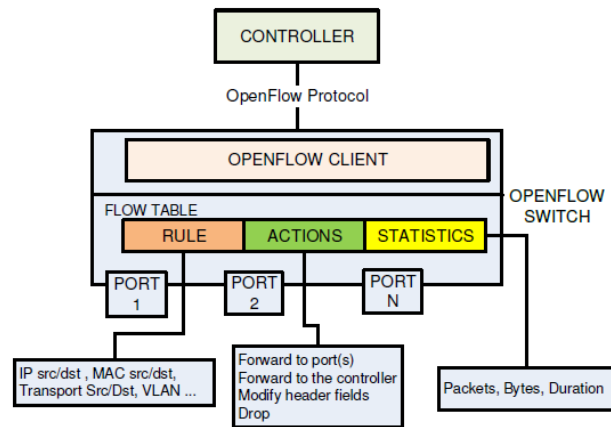 CONTROLLER
OpenFlow Protocol
OPENFLOW CLIENT
OPENFLOW
SWITCH
FLOW TABLE
RULE
ACTIONS
STATISTICS
PORT
1
PORT
2
PORT
N
IP src/dst , MAC src/dst,
Transport Src/Dst, VLAN ...
Forward to port(s)
Forward to the controller
Modify header fields
Drop
Packets, Bytes, Duration